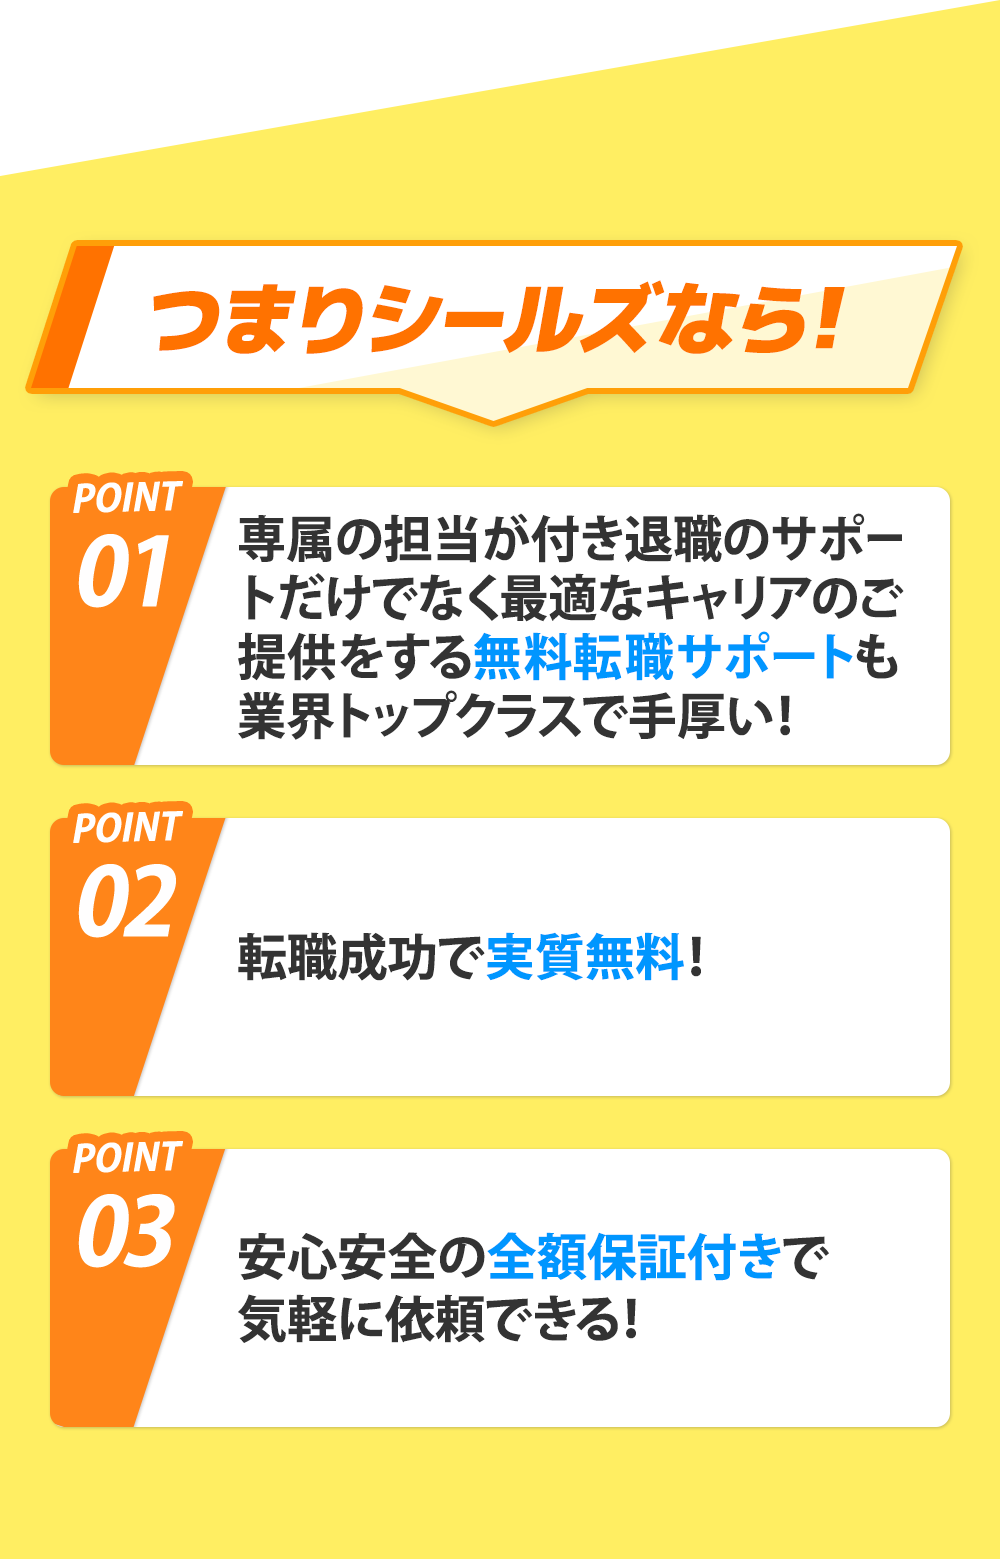 つまりシールズなら!
POINT
01
専属の担当が付き退職のサポー
トだけでなく最適なキャリアのご
提供をする無料転職サポートも
業界トップクラスで手厚い!
POINT
02
転職成功で実質無料!
POINT
03
安心安全の全額保証付きで
気軽に依頼できる!